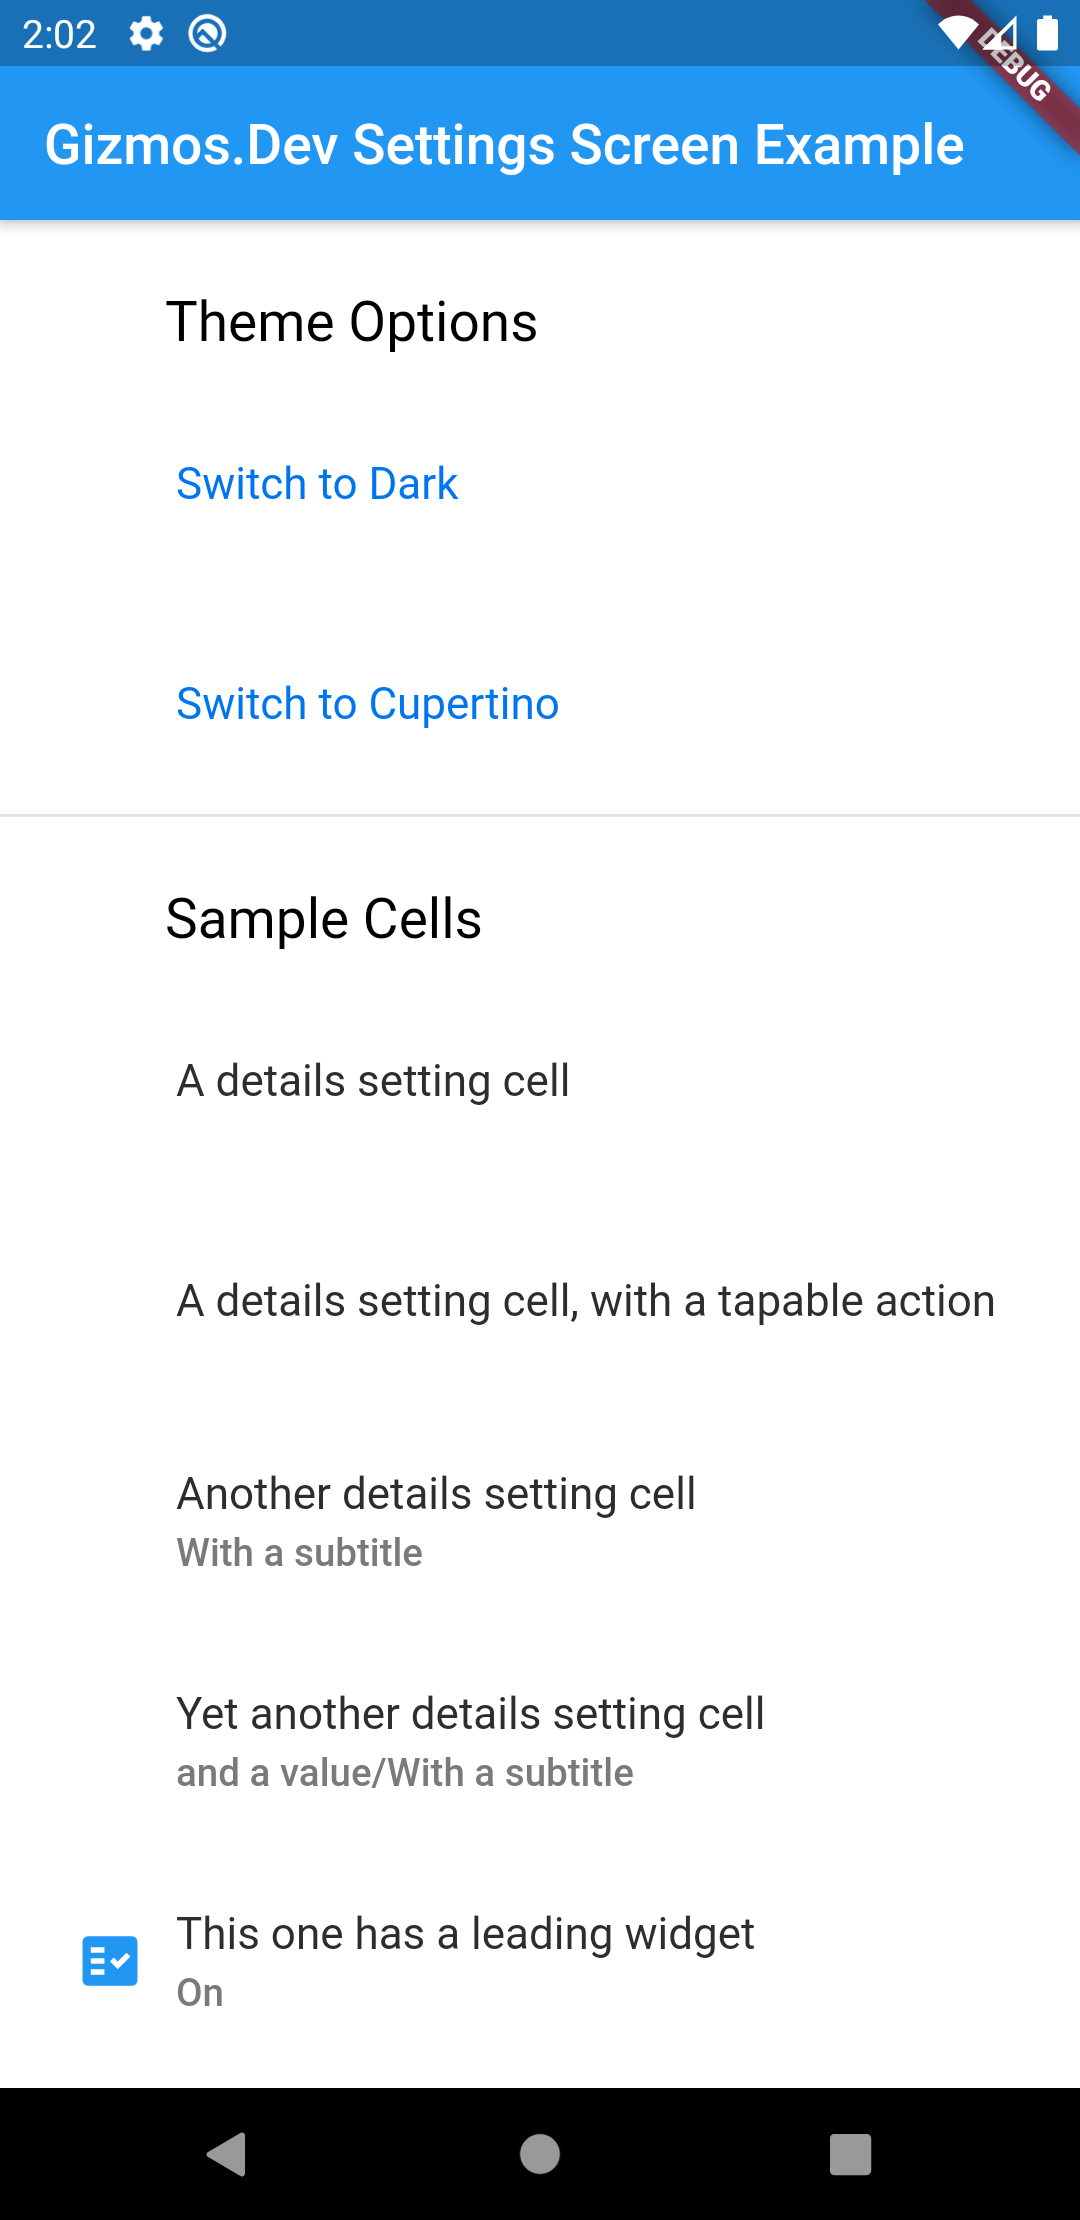 2:02
DEBUG
Gizmos.Dev Settings Screen Example
Theme Options
Switch to Dark
Switch to Cupertino
Sample Cells
A details setting cell
A details setting cell, with a tapable action
Another details setting cell
With a subtitle
Yet another details setting cell
and a value/With a subtitle
This one has a leading widget
On